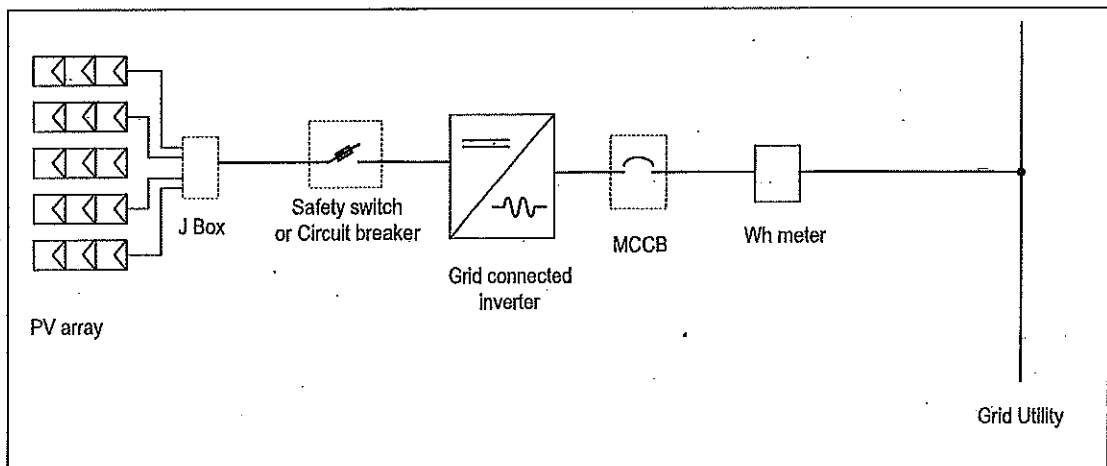 J Box
Safety switch
or Circuit breaker
Grid connected
inverter
MCCB
Wh meter
PV array
Grid Utility